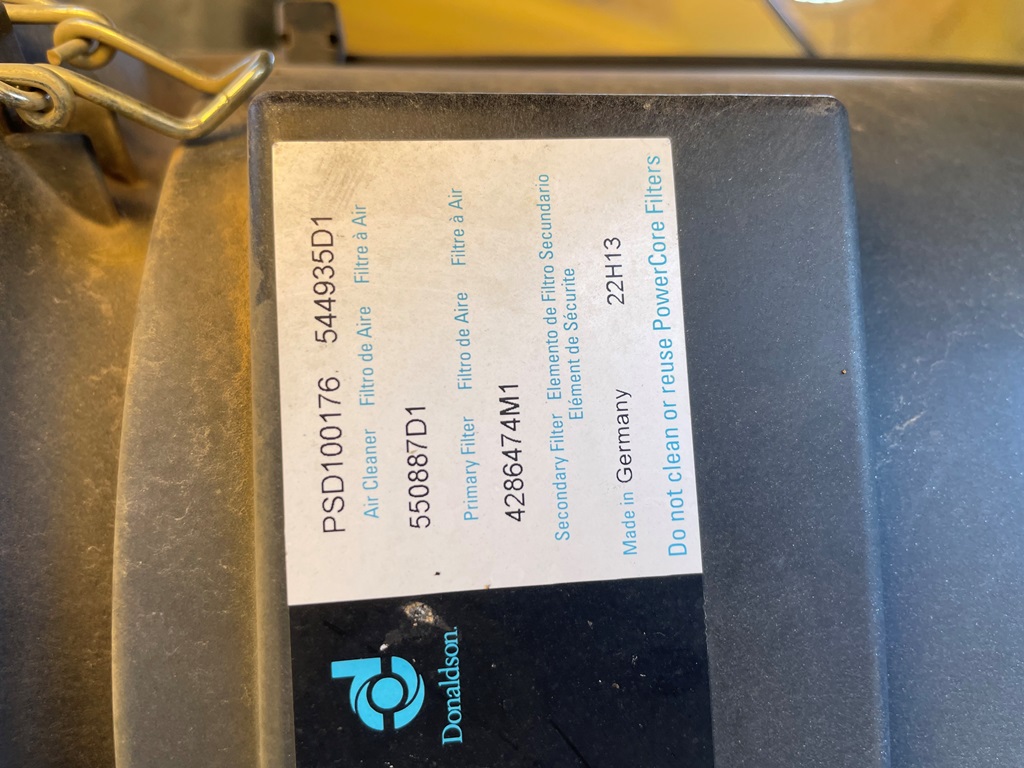 PSD100176 544935D1
Air Cleaner Filtro de Aire Filtre à Air
550887D1
Primary Filter Filtro de Aire Filtre à Air
4286474M1
Secondary Filter Elemento de Filtro Secundario
Elément de Sécurite
Made in Germany 22H13
Do not clean or reuse PowerCore Filters
Donaldson.